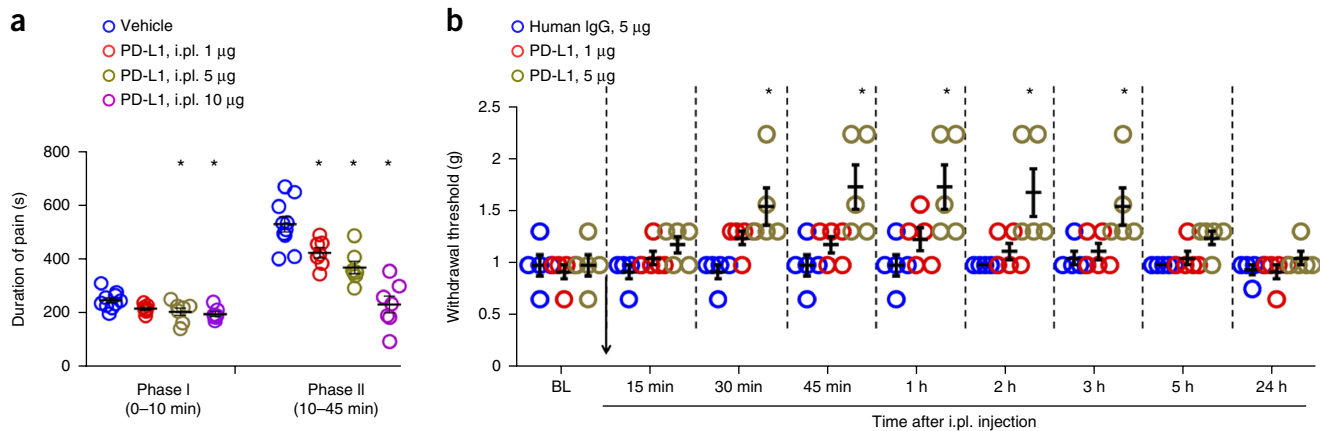 a
Vehicle
PD-L1, i.pl. 1 μg
PD-L1, i.pl. 5 μg
PD-L1, i.pl. 10 μg
Duration of pain (s)
800
600
400
200
0
* * * * *
Phase I
(0–10 min)
Phase II
(10–45 min)
b
Human IgG, 5 μg
PD-L1, 1 μg
PD-L1, 5 μg
* * * * *
Withdrawal threshold (g)
2.5
2
1.5
1.0
0.5
0
BL 15 min 30 min 45 min 1 h 2 h 3 h 5 h 24 h
Time after i.pl. injection